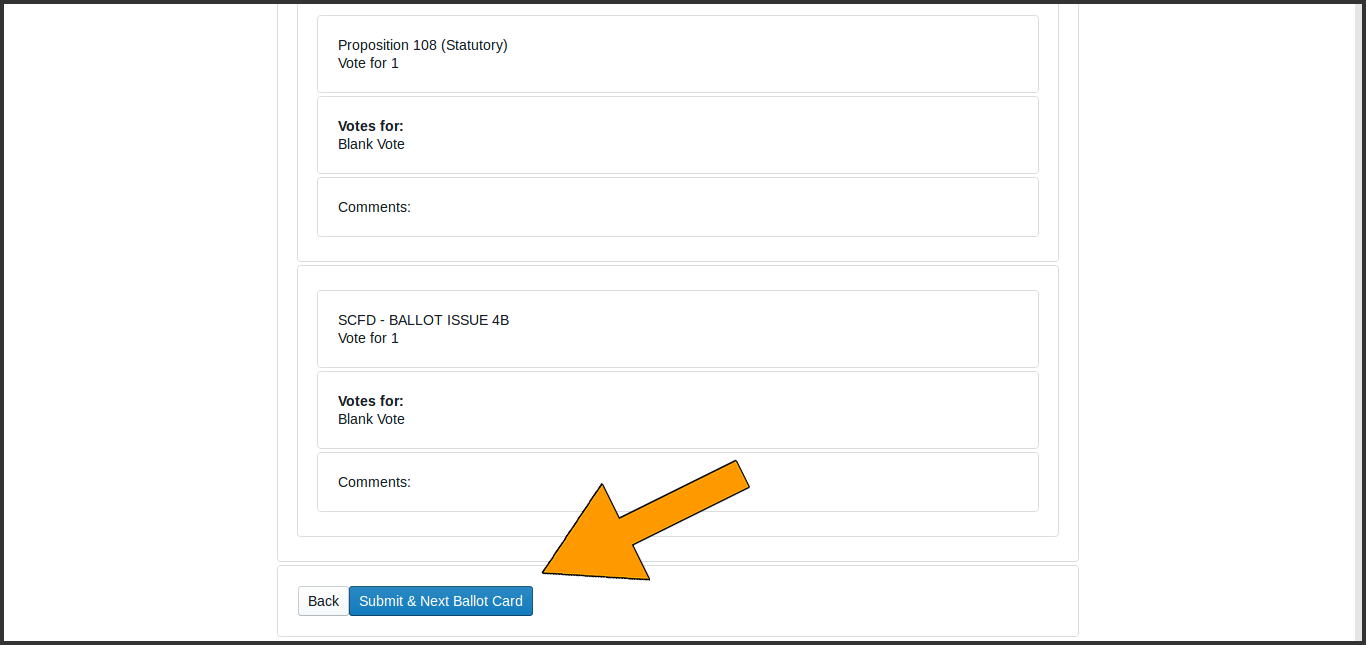 Proposition 108 (Statutory)
Vote for 1
Votes for:
Blank Vote
Comments:
SCFD - BALLOT ISSUE 4B
Vote for 1
Votes for:
Blank Vote
Comments:
Back
Submit & Next Ballot Card